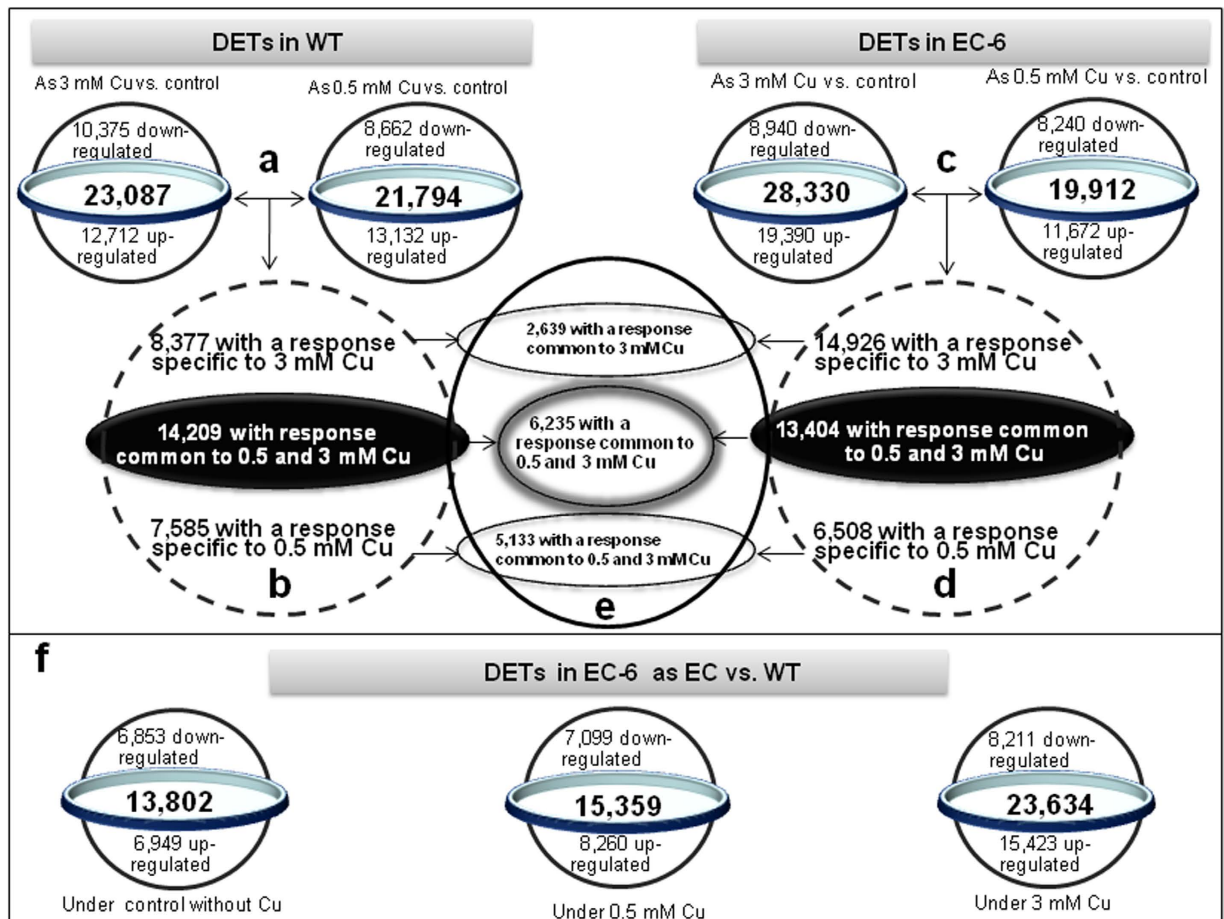 DETs in WT
DETs in EC-6
As 3 mM Cu vs. control
As 0.5 mM Cu vs. control
As 3 mM Cu vs. control
As 0.5 mM Cu vs. control
10,375 down-
regulated
23,087
12,712 up-
regulated
a
8,662 down-
regulated
21,794
13,132 up-
regulated
8,940 down-
regulated
28,330
19,390 up-
regulated
c
8,240 down-
regulated
19,912
11,672 up-
regulated
8,377 with a response
specific to 3 mM Cu
14,209 with response
common to 0.5 and 3 mM Cu
7,585 with a response
specific to 0.5 mM Cu
b
2,639 with a response
common to 3 mM Cu
6,235 with a
response common to
0.5 and 3 mM Cu
5,133 with a response
common to 0.5 and 3 mM Cu
e
14,926 with a response
specific to 3 mM Cu
13,404 with response common
to 0.5 and 3 mM Cu
6,508 with a response
specific to 0.5 mM Cu
d
f
DETs in EC-6 as EC vs. WT
6,853 down-
regulated
13,802
6,949 up-
regulated
Under control without Cu
7,099 down-
regulated
15,359
8,260 up-
regulated
Under 0.5 mM Cu
8,211 down-
regulated
23,634
15,423 up-
regulated
Under 3 mM Cu